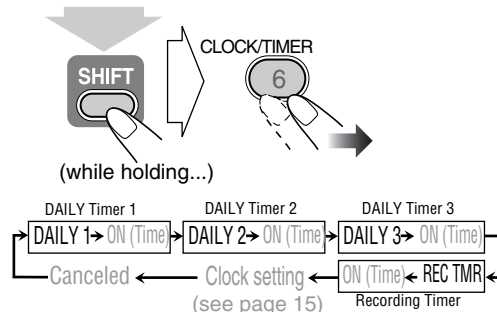 SHIFT
CLOCK/TIMER
6
(while holding...)
DAILY Timer 1 DAILY Timer 2 DAILY Timer 3
DAILY 1 ON (Time) DAILY 2 ON (Time) DAILY 3 ON (Time)
Canceled Clock setting ON (Time) REC TMR
(see page 15) Recording Timer